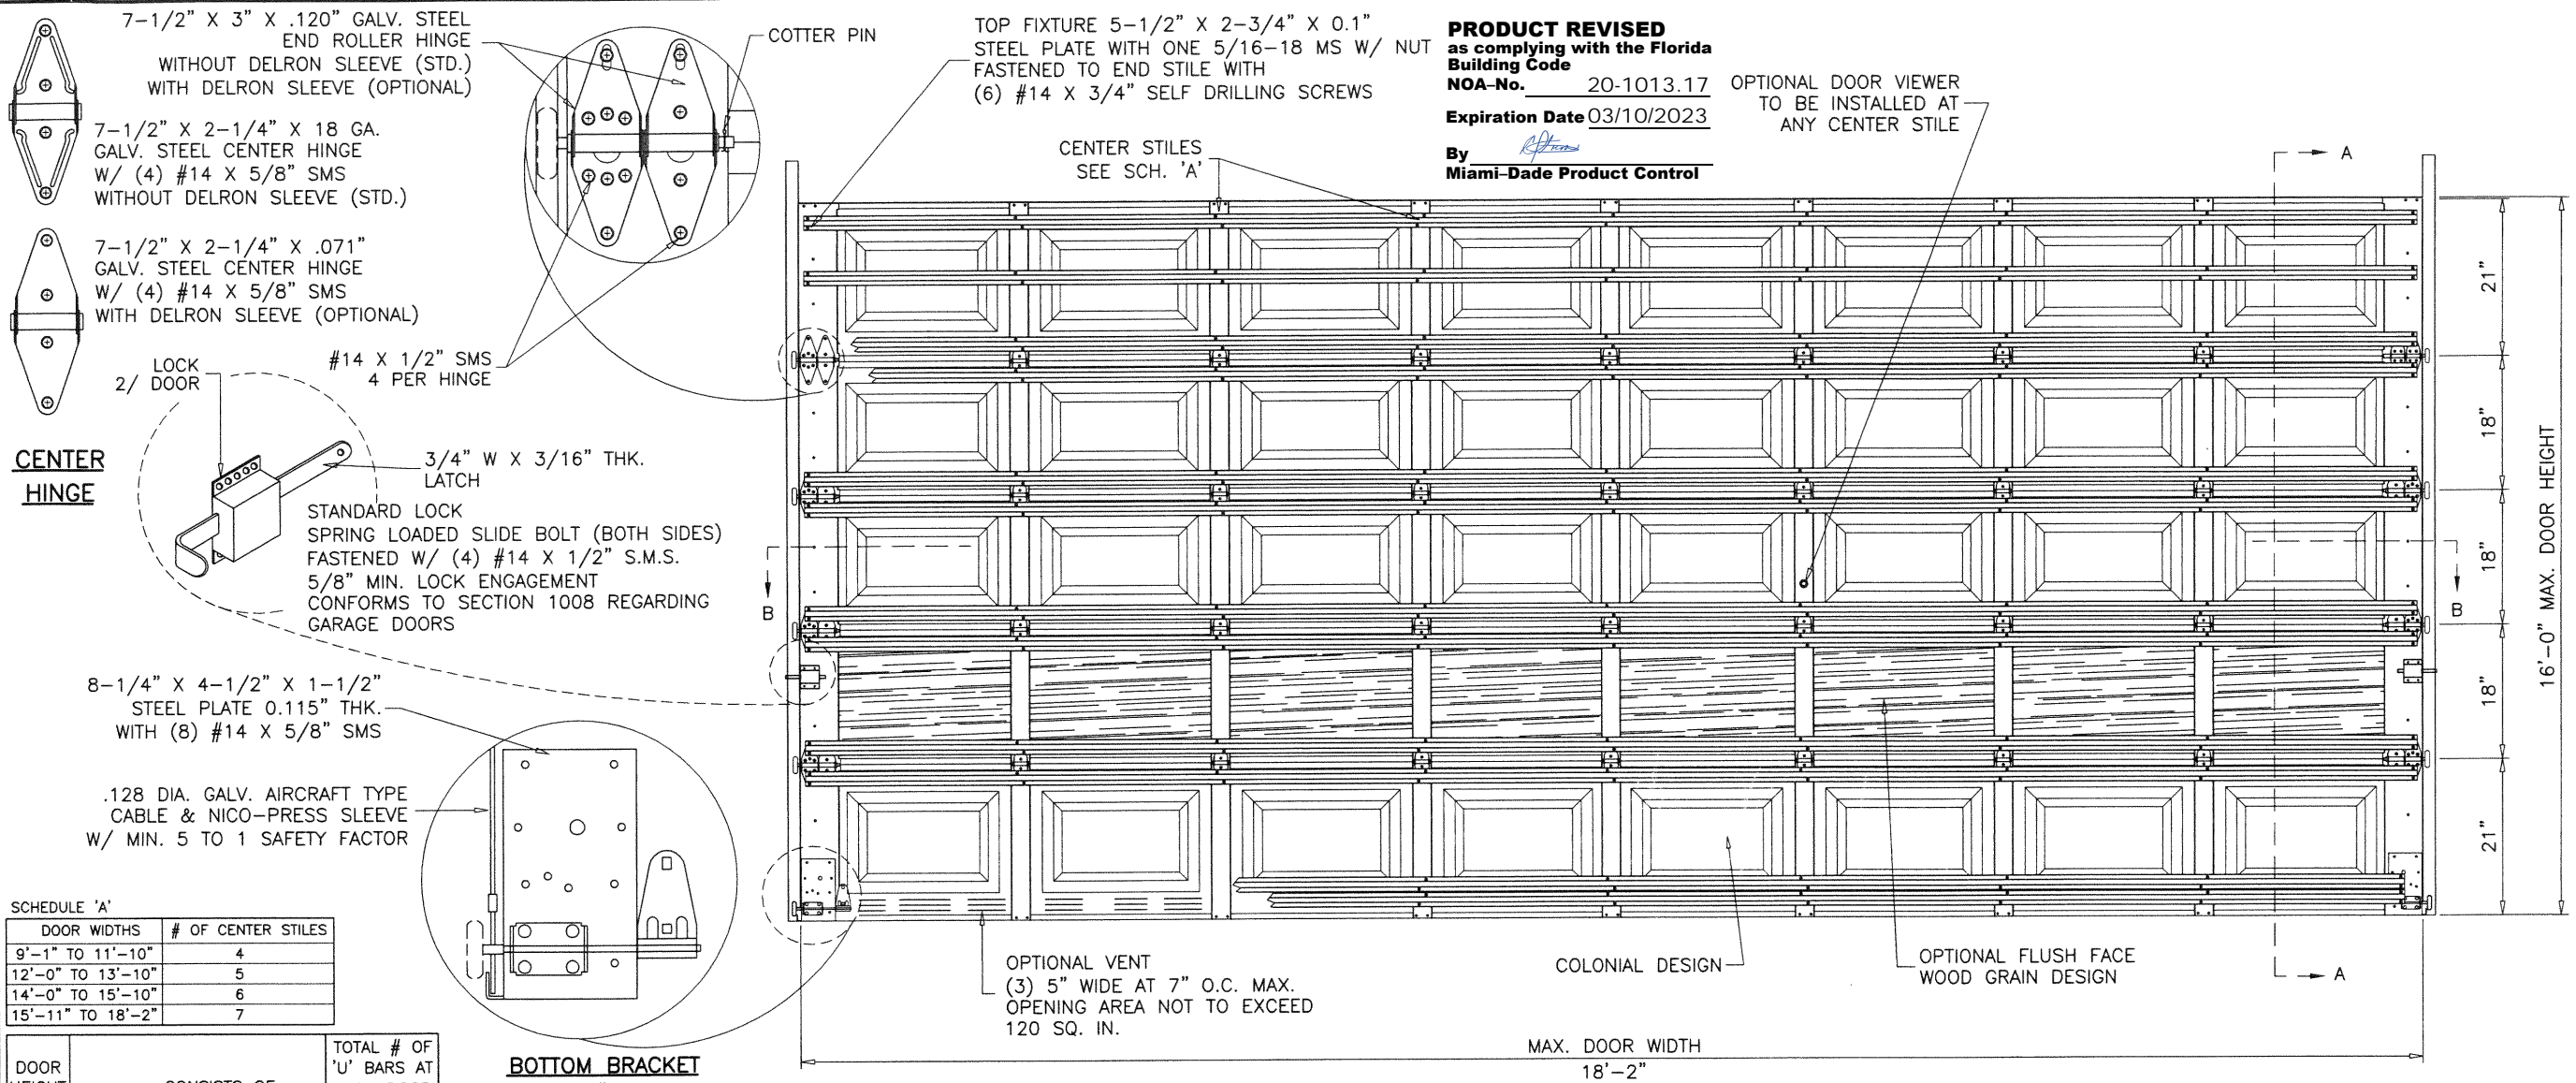 7-1/2" X 3" X .120" GALV. STEEL
END ROLLER HINGE
WITHOUT DELRON SLEEVE (STD.)
WITH DELRON SLEEVE (OPTIONAL)
7-1/2" X 2-1/4" X 18 GA.
GALV. STEEL CENTER HINGE
W/ (4) #14 X 5/8" SMS
WITHOUT DELRON SLEEVE (STD.)
7-1/2" X 2-1/4" X .071"
GALV. STEEL CENTER HINGE
W/ (4) #14 X 5/8" SMS
WITH DELRON SLEEVE (OPTIONAL)
CENTER
HINGE
COTTER PIN
#14 X 1/2" SMS
4 PER HINGE
LOCK
2/ DOOR
3/4" W X 3/16" THK.
LATCH
STANDARD LOCK
SPRING LOADED SLIDE BOLT (BOTH SIDES)
FASTENED W/ (4) #14 X 1/2" S.M.S.
5/8" MIN. LOCK ENGAGEMENT
CONFORMS TO SECTION 1008 REGARDING
GARAGE DOORS
8-1/4" X 4-1/2" X 1-1/2"
STEEL PLATE 0.115" THK.
WITH (8) #14 X 5/8" SMS
.128 DIA. GALV. AIRCRAFT TYPE
CABLE & NICO-PRESS SLEEVE
W/ MIN. 5 TO 1 SAFETY FACTOR
SCHEDULE 'A'
DOOR WIDTHS # OF CENTER STILES
9'-1" TO 11'-10" 4
12'-0" TO 13'-10" 5
14'-0" TO 15'-10" 6
15'-11" TO 18'-2" 7
TOTAL # OF
'U' BARS AT
DOOR
BOTTOM BRACKET
TOP FIXTURE 5-1/2" X 2-3/4" X 0.1"
STEEL PLATE WITH ONE 5/16-18 MS W/ NUT
FASTENED TO END STILE WITH
(6) #14 X 3/4" SELF DRILLING SCREWS
CENTER STILES
SEE SCH. 'A'
PRODUCT REVISED
as complying with the Florida
Building Code
NOA-No. 20-1013.17
Expiration Date 03/10/2023
By
Miami-Dade Product Control
OPTIONAL DOOR VIEWER
TO BE INSTALLED AT
ANY CENTER STILE
A
B
B
A
21"
18"
18"
18"
21"
16'-0" MAX. DOOR HEIGHT
OPTIONAL VENT
(3) 5" WIDE AT 7" O.C. MAX.
OPENING AREA NOT TO EXCEED
120 SQ. IN.
COLONIAL DESIGN
OPTIONAL FLUSH FACE
WOOD GRAIN DESIGN
MAX. DOOR WIDTH
18'-2"